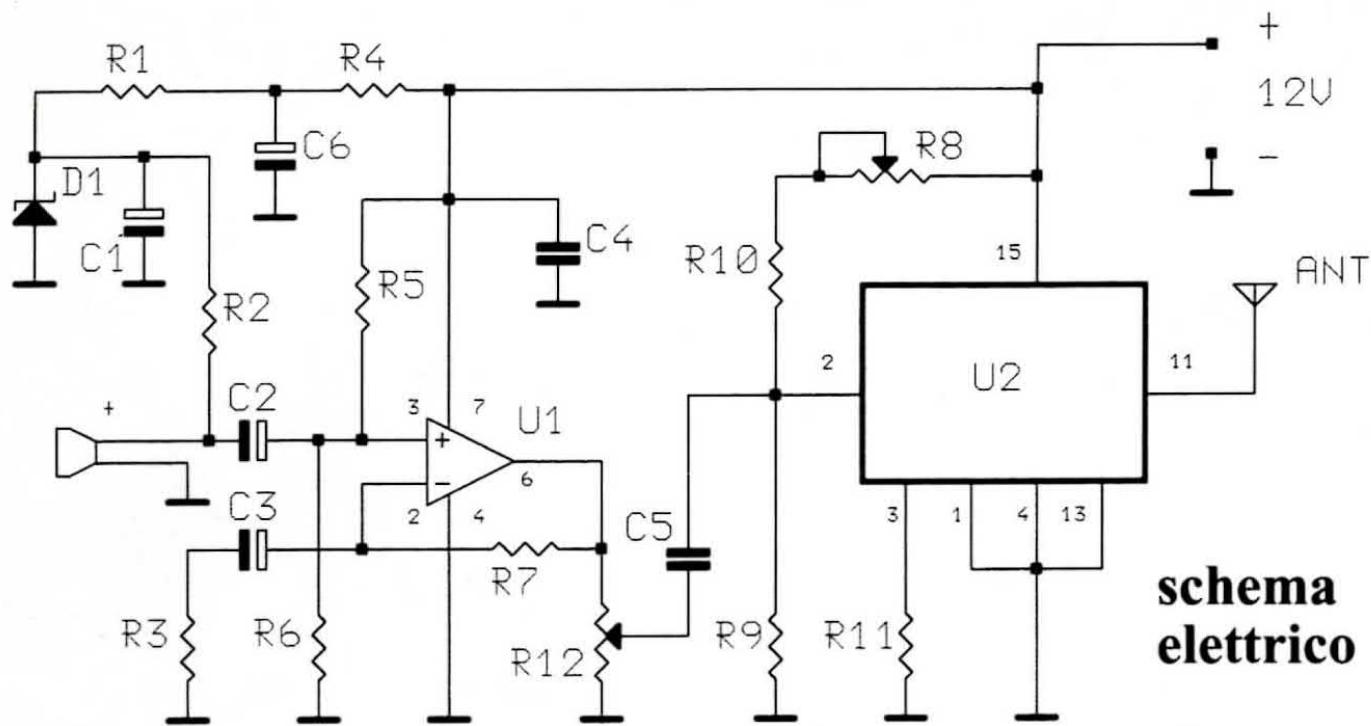 +
R1
R4
12V
-
C6
R8
D1
C1
R2
R5
C4
R10
15
ANT
2
U2
11
+
C2
3
7
U1
+
-
6
2
4
C3
C5
3
1
4
13
R7
R3
R6
R12
R9
R11
schema
elettrico